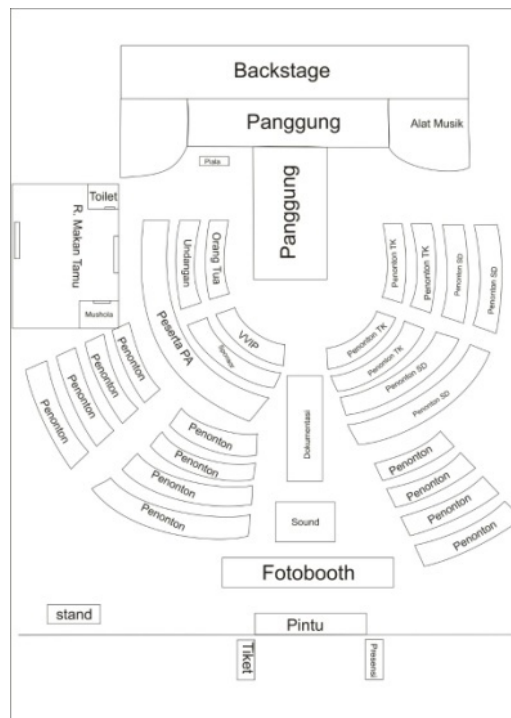 Backstage
Panggung
Alat Musik
Piala
Panggung
Toilet
R. Makan Tamu
Mushola
Undangan
Orang Tua
Peserta PA
Sponsor
VVIP
Penonton TK
Penonton TK
Penonton SD
Penonton SD
Penonton TK
Penonton TK
Penonton SD
Penonton SD
Penonton
Penonton
Penonton
Penonton
Penonton
Penonton
Penonton
Penonton
Dokumentasi
Penonton
Penonton
Penonton
Penonton
Sound
Fotobooth
stand
Pintu
Tiket
Presensi